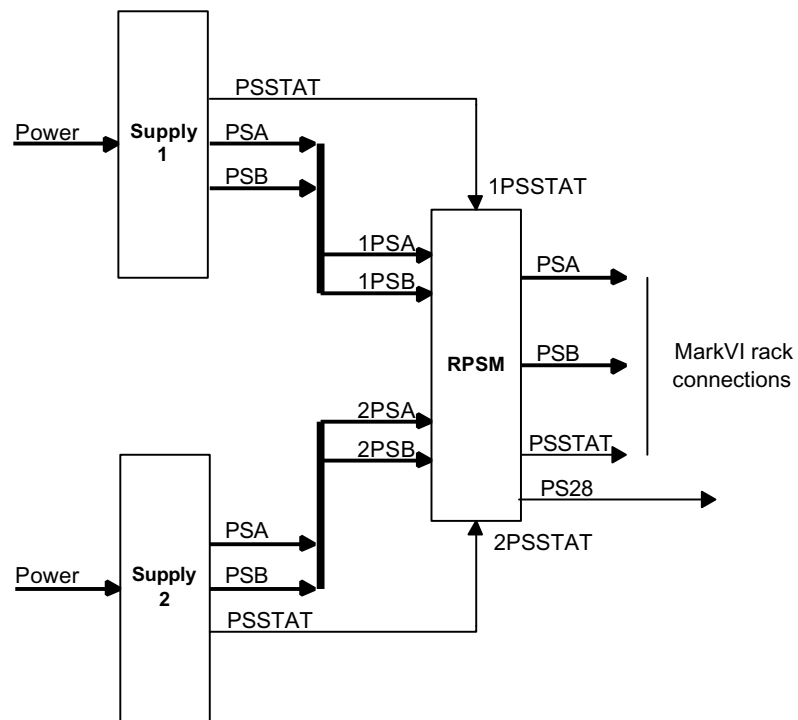 PSSTAT
Power
Supply
1
PSA
PSB
1PSSTAT
1PSA
1PSB
PSA
RPSM
PSB
MarkVI rack
connections
2PSA
2PSB
PSSTAT
PS28
2PSSTAT
PSA
Power
Supply
2
PSB
PSSTAT